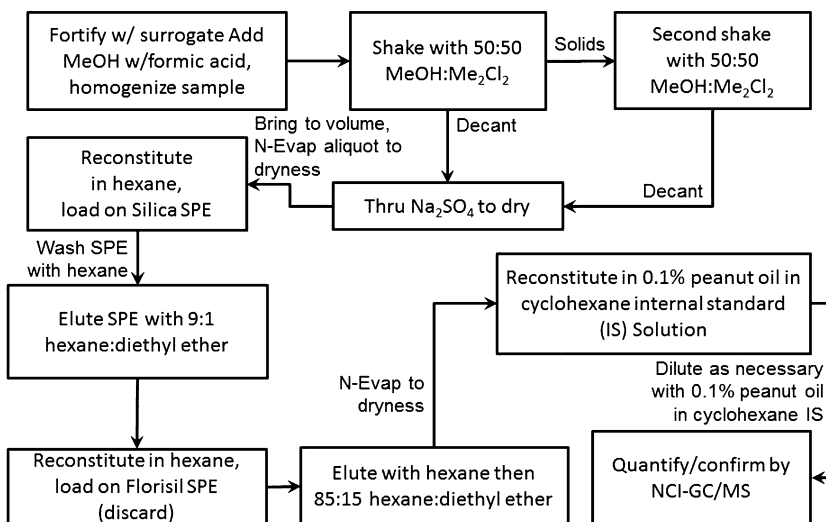 Fortify w/ surrogate Add
MeOH w/formic acid,
homogenize sample
Shake with 50:50
MeOH:Me₂Cl₂
Solids
Second shake
with 50:50
MeOH:Me₂Cl₂
Bring to volume,
N-Evap aliquot to
dryness
Decant
Decant
Reconstitute
in hexane,
load on Silica SPE
Thru Na₂SO₄ to dry
Wash SPE
with hexane
Elute SPE with 9:1
hexane:diethyl ether
Reconstitute in hexane,
load on Florisil SPE
(discard)
Elute with hexane then
85:15 hexane:diethyl ether
N-Evap to
dryness
Reconstitute in 0.1% peanut oil in
cyclohexane internal standard
(IS) Solution
Dilute as necessary
with 0.1% peanut oil
in cyclohexane IS
Quantify/confirm by
NCI-GC/MS